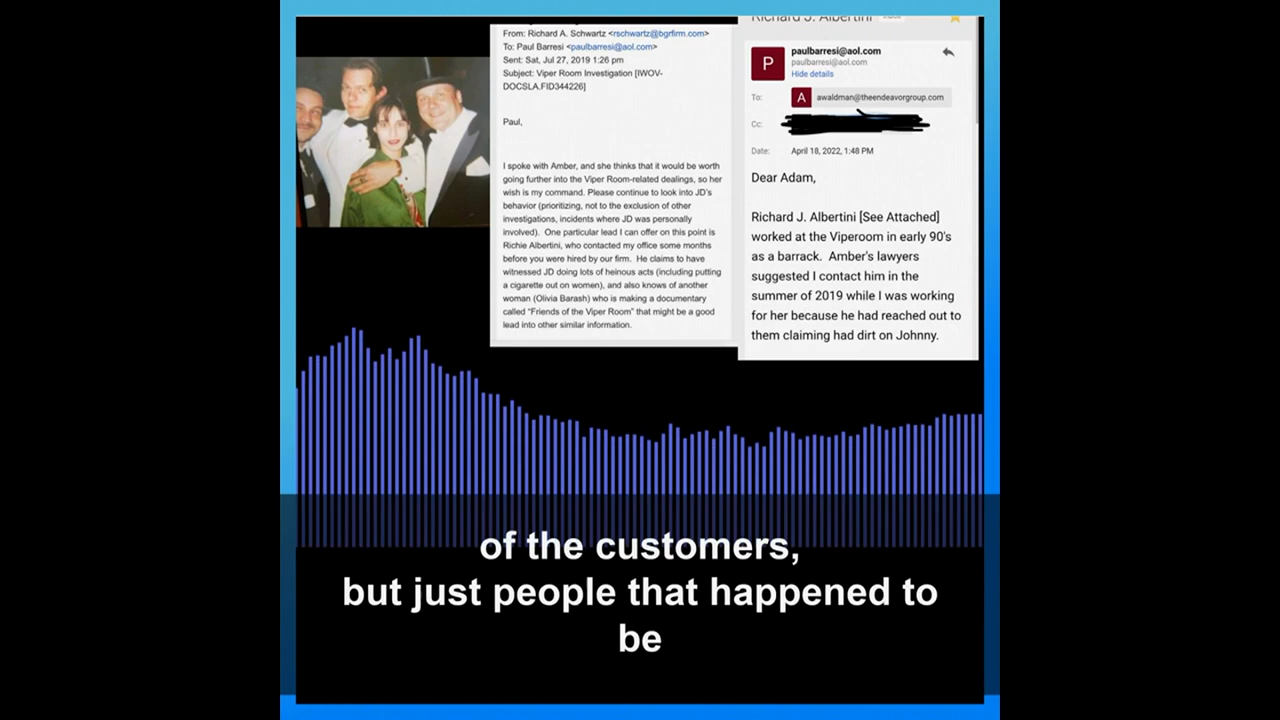 From: Richard A. Schwartz <rschwartz@bgrfirm.com>
To: Paul Barresi <paulbarresi@aol.com>
Sent: Sat, Jul 27, 2019 1:26 pm
Subject: Viper Room Investigation [IWOV-
DOCSLA.FID344226]
Paul,
I spoke with Amber, and she thinks that it would be worth
going further into the Viper Room-related dealings, so her
wish is my command. Please continue to look into JD's
behavior (prioritizing, not to the exclusion of other
investigations, incidents where JD was personally
involved). One particular lead I can offer on this point is
Richie Albertini, who contacted my office some months
before you were hired by our firm. He claims to have
witnessed JD doing lots of heinous acts (including putting
a cigarette out on women), and also knows of another
woman (Olivia Barash) who is making a documentary
called "Friends of the Viper Room" that might be a good
lead into other similar information.
Richard J. Albertini
P
paulbarresi@aol.com
paulbarresi@aol.com
Hide details
To: A awaldman@theendeavorgroup.com
Cc:
Date: April 18, 2022, 1:48 PM
Dear Adam,
Richard J. Albertini [See Attached]
worked at the Viperoom in early 90's
as a barrack. Amber's lawyers
suggested I contact him in the
summer of 2019 while I was working
for her because he had reached out to
them claiming had dirt on Johnny.
of the customers,
but just people that happened to
be